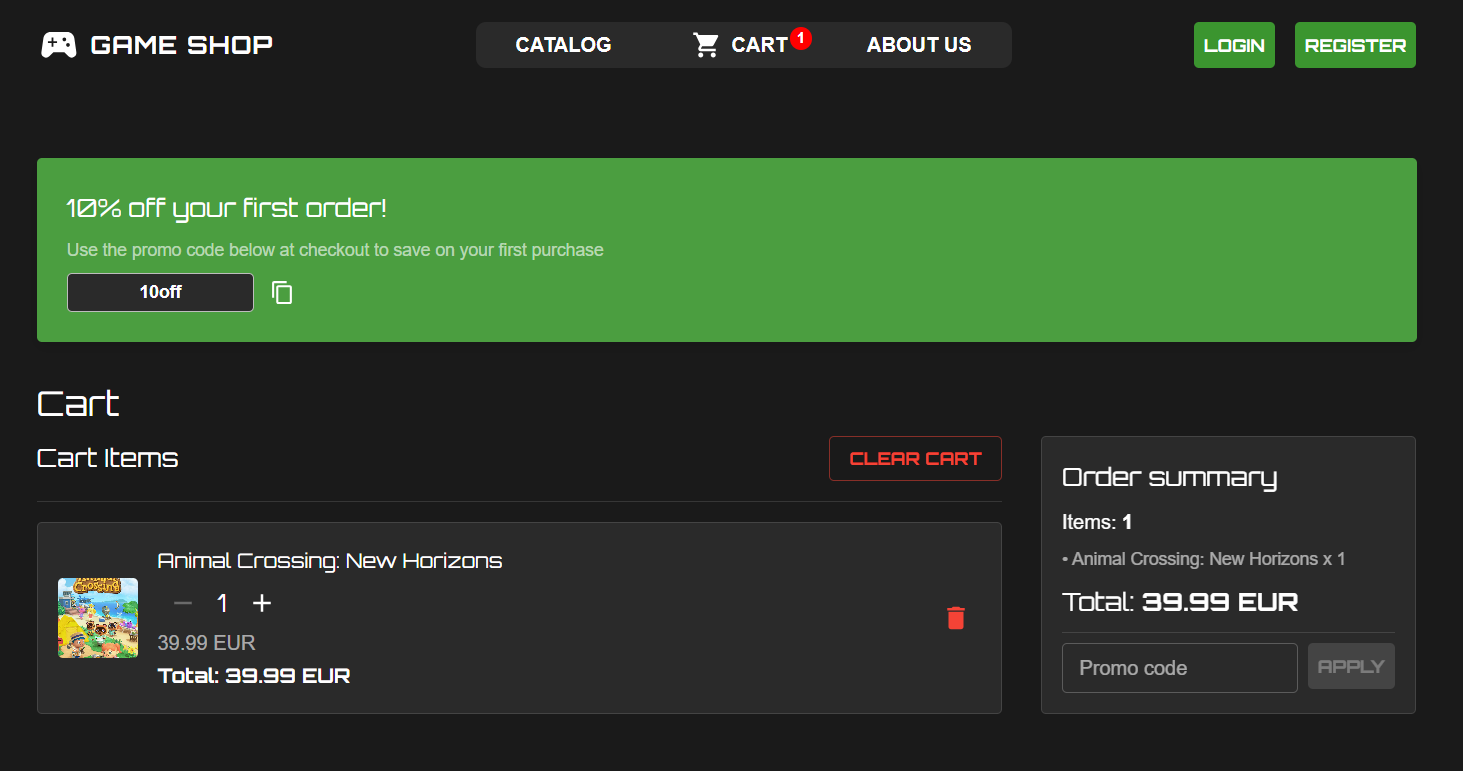 GAME SHOP
CATALOG
CART
1
ABOUT US
LOGIN
REGISTER
10% off your first order!
Use the promo code below at checkout to save on your first purchase
10off
Cart
Cart Items
CLEAR CART
Animal Crossing
Animal Crossing: New Horizons
1
39.99 EUR
Total: 39.99 EUR
Order summary
Items: 1
• Animal Crossing: New Horizons x 1
Total: 39.99 EUR
Promo code
APPLY